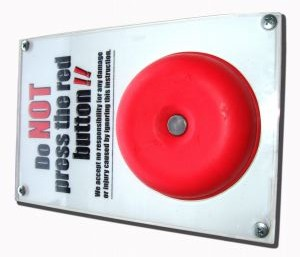 Do NOT
press the red
button!!
We accept no responsibility for any damage
or injury caused by ignoring this instruction.